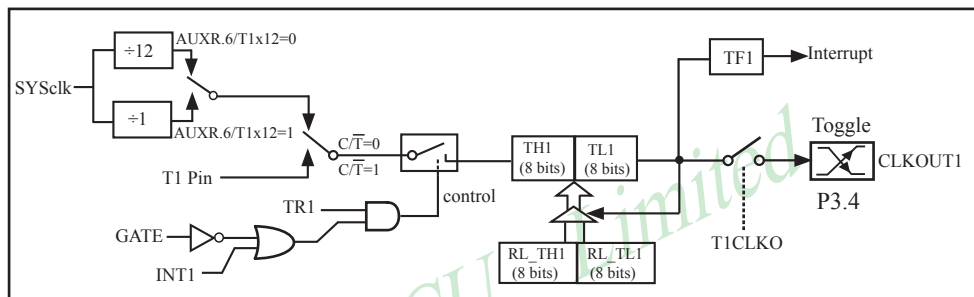 ÷12
AUXR.6/T1x12=0
SYSclk
÷1
AUXR.6/T1x12=1
C/T̅=0
C/T̅=1
T1 Pin
control
TR1
GATE
INT1
TH1
(8 bits)
TL1
(8 bits)
RL_TH1
(8 bits)
RL_TL1
(8 bits)
TF1
Interrupt
Toggle
CLKOUT1
P3.4
T1CLKO
Limited